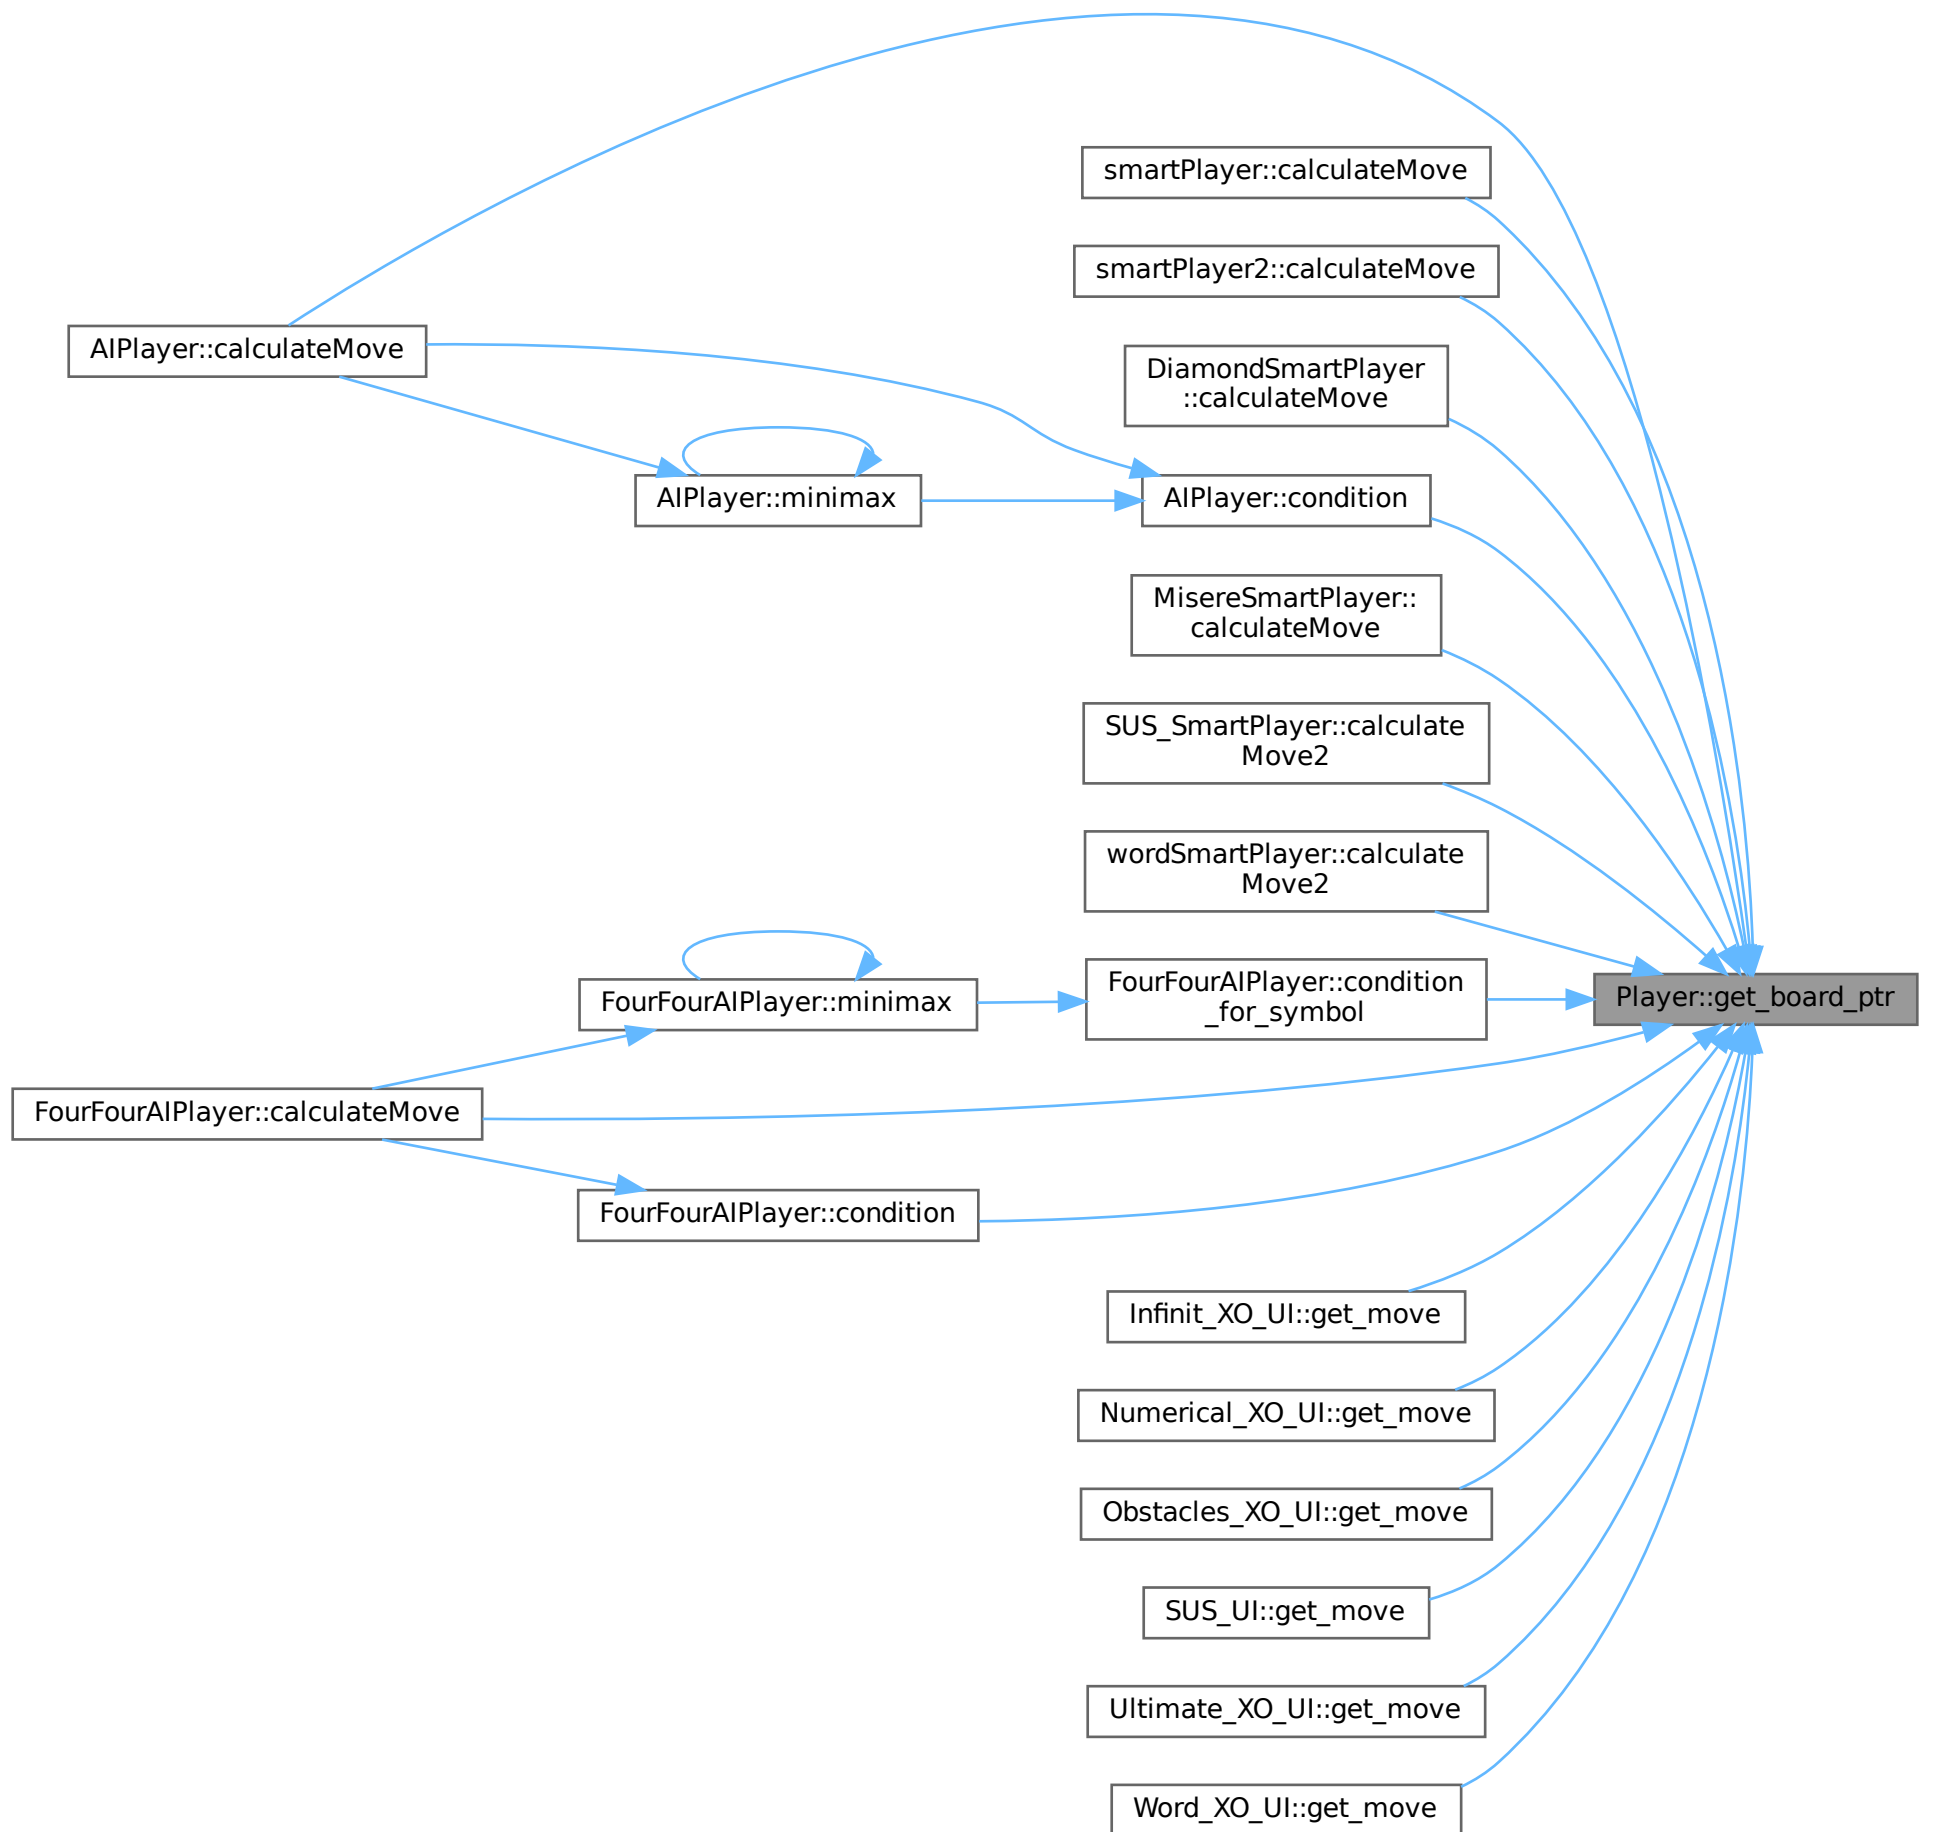 smartPlayer::calculateMove
smartPlayer2::calculateMove
AIPlayer::calculateMove
DiamondSmartPlayer
::calculateMove
AIPlayer::minimax
AIPlayer::condition
MisereSmartPlayer::
calculateMove
SUS_SmartPlayer::calculate
Move2
wordSmartPlayer::calculate
Move2
FourFourAIPlayer::minimax
FourFourAIPlayer::condition
_for_symbol
Player::get_board_ptr
FourFourAIPlayer::calculateMove
FourFourAIPlayer::condition
Infinit_XO_UI::get_move
Numerical_XO_UI::get_move
Obstacles_XO_UI::get_move
SUS_UI::get_move
Ultimate_XO_UI::get_move
Word_XO_UI::get_move